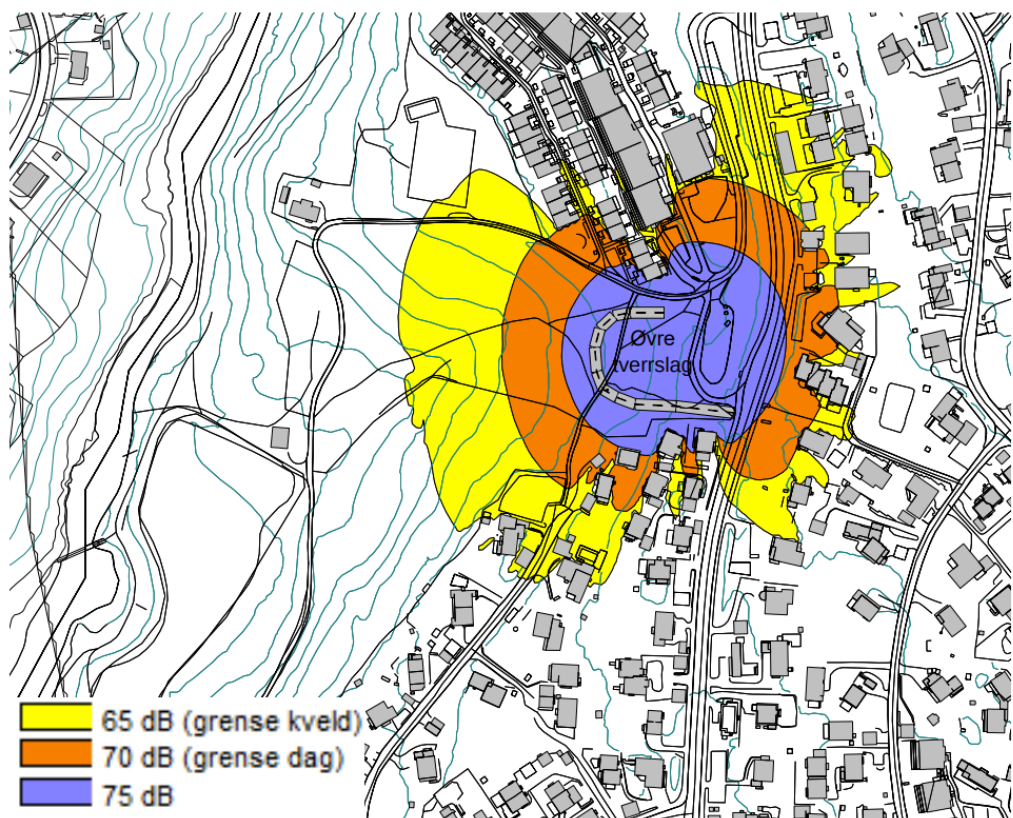 Øvre
tverrslag
65 dB (grense kveld)
70 dB (grense dag)
75 dB